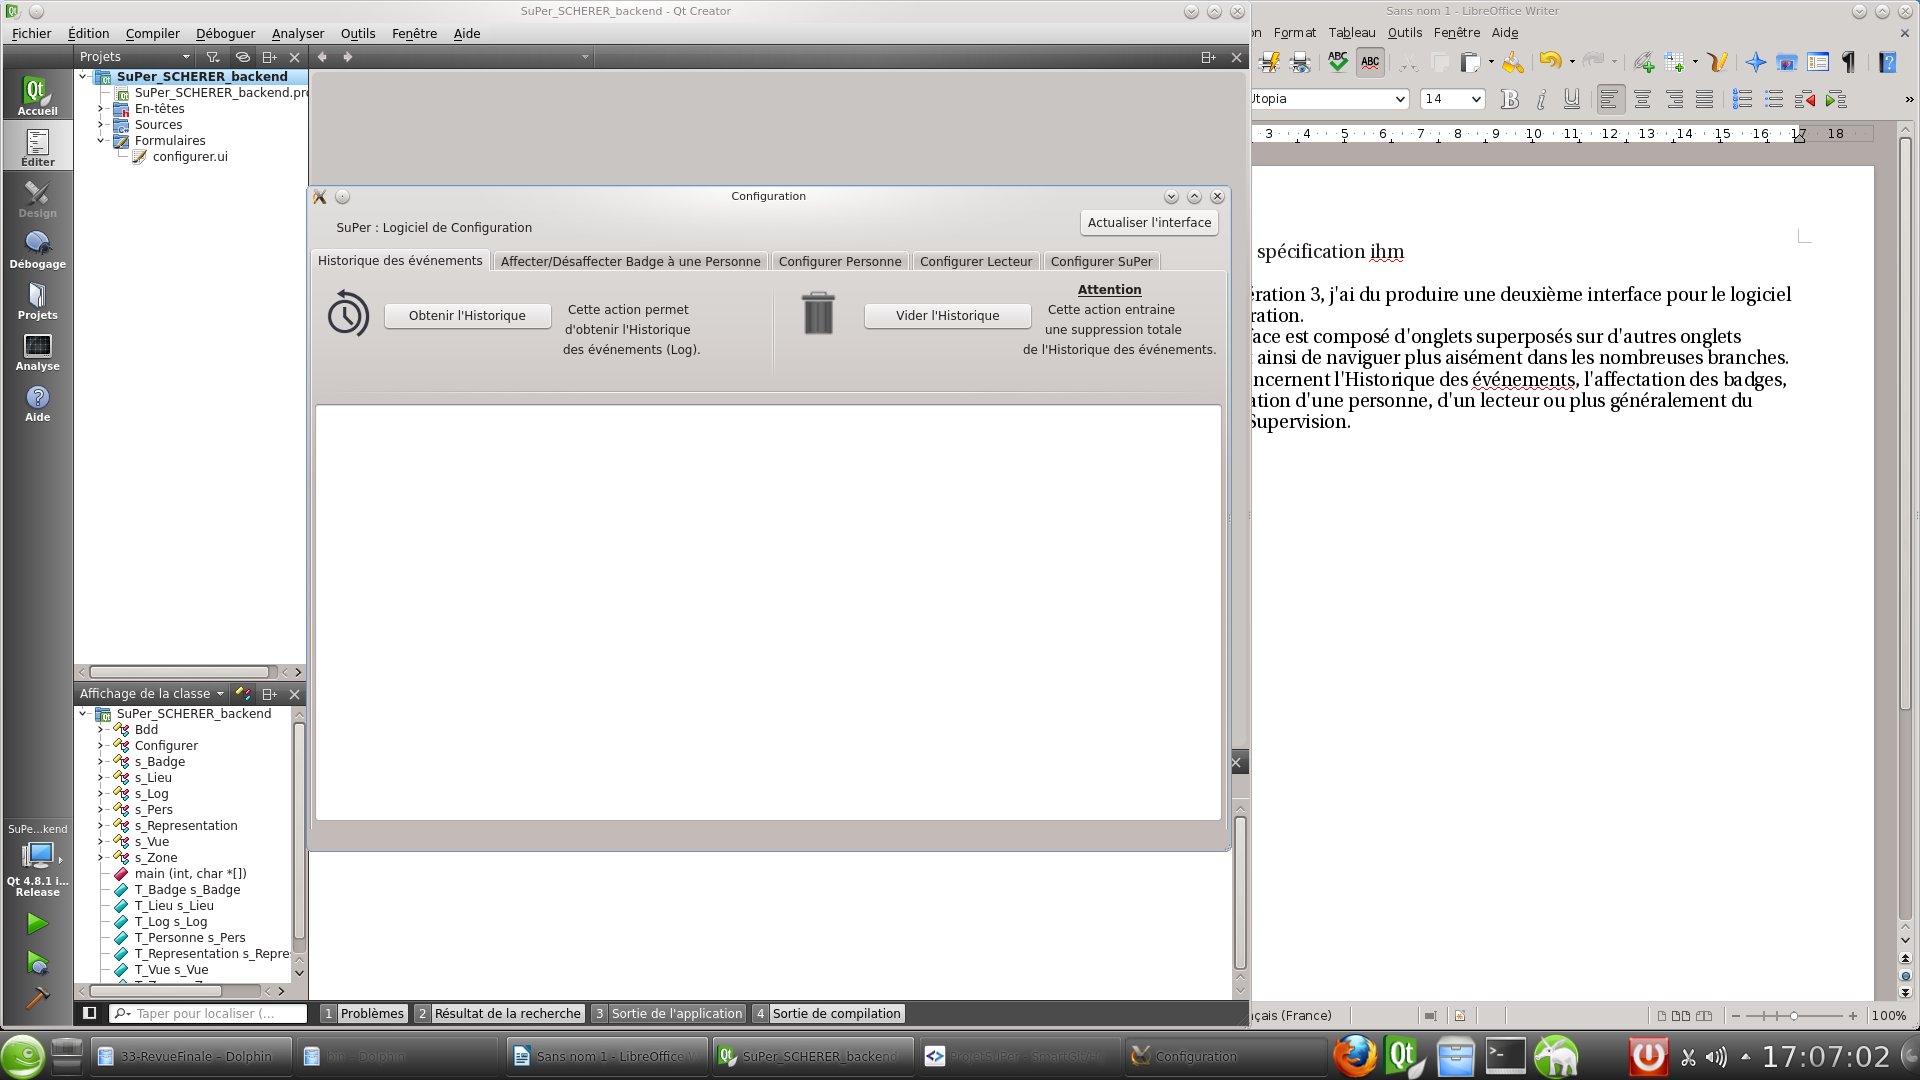 SuPer_SCHERER_backend - Qt Creator
Fichier Édition Compiler Déboguer Analyser Outils Fenêtre Aide
Projets
Accueil
Éditer
Design
Débogage
Projets
Analyse
Aide
SuPer_SCHERER_backend
SuPer_SCHERER_backend.pro
En-têtes
Sources
Formulaires
configurer.ui
Affichage de la classe
SuPer_SCHERER_backend
Bdd
Configurer
s_Badge
s_Lieu
s_Log
s_Pers
s_Representation
s_Vue
s_Zone
main (int, char *[])
T_Badge s_Badge
T_Lieu s_Lieu
T_Log s_Log
T_Personne s_Pers
T_Representation s_Repre
T_Vue s_Vue
SuPe...kend
Qt 4.8.1 i...
Release
Taper pour localiser (...
1 Problèmes 2 Résultat de la recherche 3 Sortie de l'application 4 Sortie de compilation
Configuration
SuPer : Logiciel de Configuration
Actualiser l'interface
Historique des événements Affecter/Désaffecter Badge à une Personne Configurer Personne Configurer Lecteur Configurer SuPer
Obtenir l'Historique
Cette action permet
d'obtenir l'Historique
des événements (Log).
Vider l'Historique
Attention
Cette action entraine
une suppression totale
de l'Historique des événements.
Sans nom 1 - LibreOffice Writer
Format Tableau Outils Fenêtre Aide
ABC ABC
Utopia 14 B i U
3 4 5 6 7 8 9 10 11 12 13 14 15 16 17 18
spécification ihm
ération 3, j'ai du produire une deuxième interface pour le logiciel
ration.
face est composé d'onglets superposés sur d'autres onglets
t ainsi de naviguer plus aisément dans les nombreuses branches.
ncernent l'Historique des événements, l'affectation des badges,
ation d'une personne, d'un lecteur ou plus généralement du
Supervision.
çais (France) 100%
33-RevueFinale – Dolphin
bin – Dolphin
Sans nom 1 - LibreOffice W
SuPer_SCHERER_backend
ProjetSuPer - SmartGit/H
Configuration
17:07:02